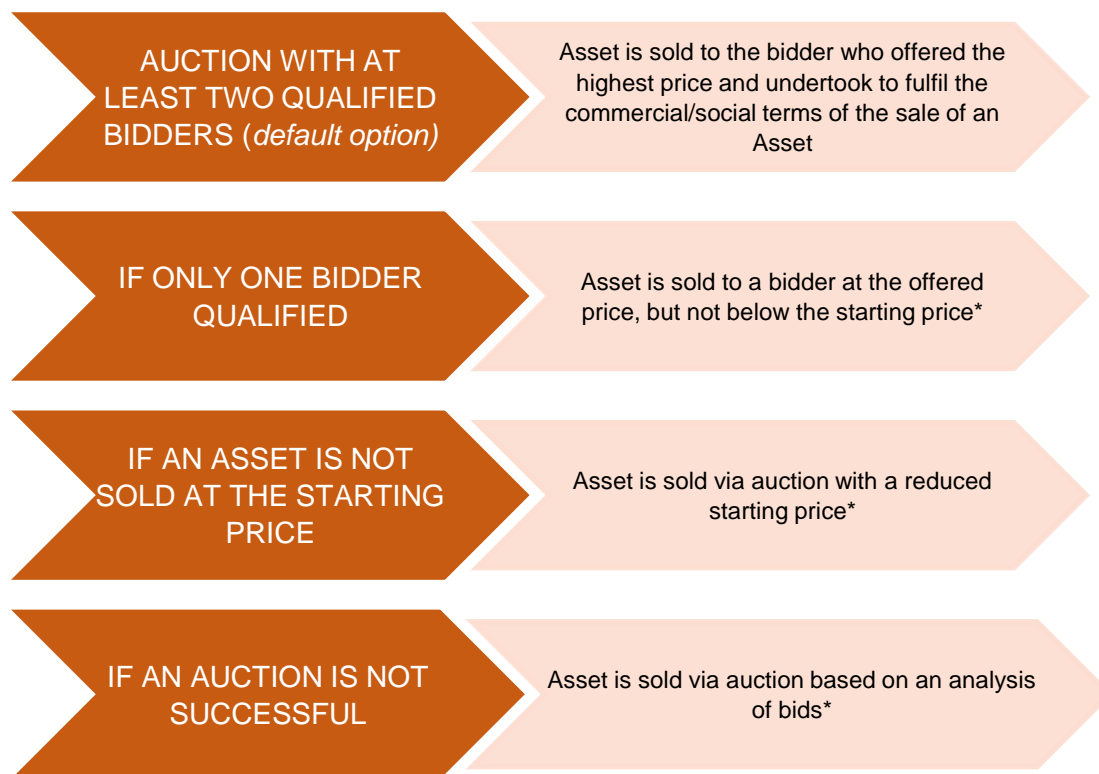 AUCTION WITH AT
LEAST TWO QUALIFIED
BIDDERS (default option)
Asset is sold to the bidder who offered the
highest price and undertook to fulfil the
commercial/social terms of the sale of an
Asset
IF ONLY ONE BIDDER
QUALIFIED
Asset is sold to a bidder at the offered
price, but not below the starting price*
IF AN ASSET IS NOT
SOLD AT THE STARTING
PRICE
Asset is sold via auction with a reduced
starting price*
IF AN AUCTION IS NOT
SUCCESSFUL
Asset is sold via auction based on an analysis
of bids*